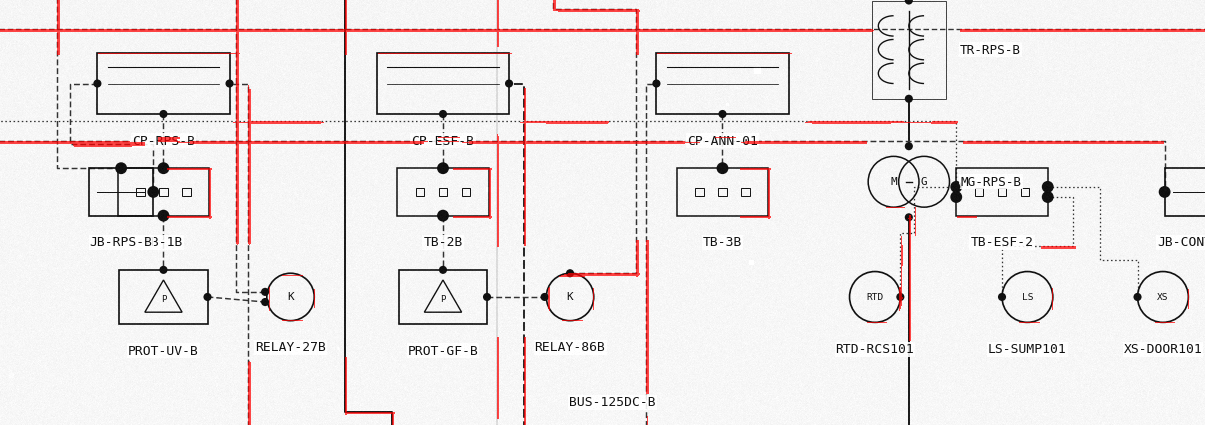 TR-RPS-B
CP-RPS-B
CP-ESF-B
CP-ANN-01
M
G
MG-RPS-B
JB-RPS-B
3-1B
TB-2B
TB-3B
TB-ESF-2
JB-CON
P
K
P
K
RTD
LS
XS
PROT-UV-B
RELAY-27B
PROT-GF-B
RELAY-86B
RTD-RCS101
LS-SUMP101
XS-DOOR101
BUS-125DC-B